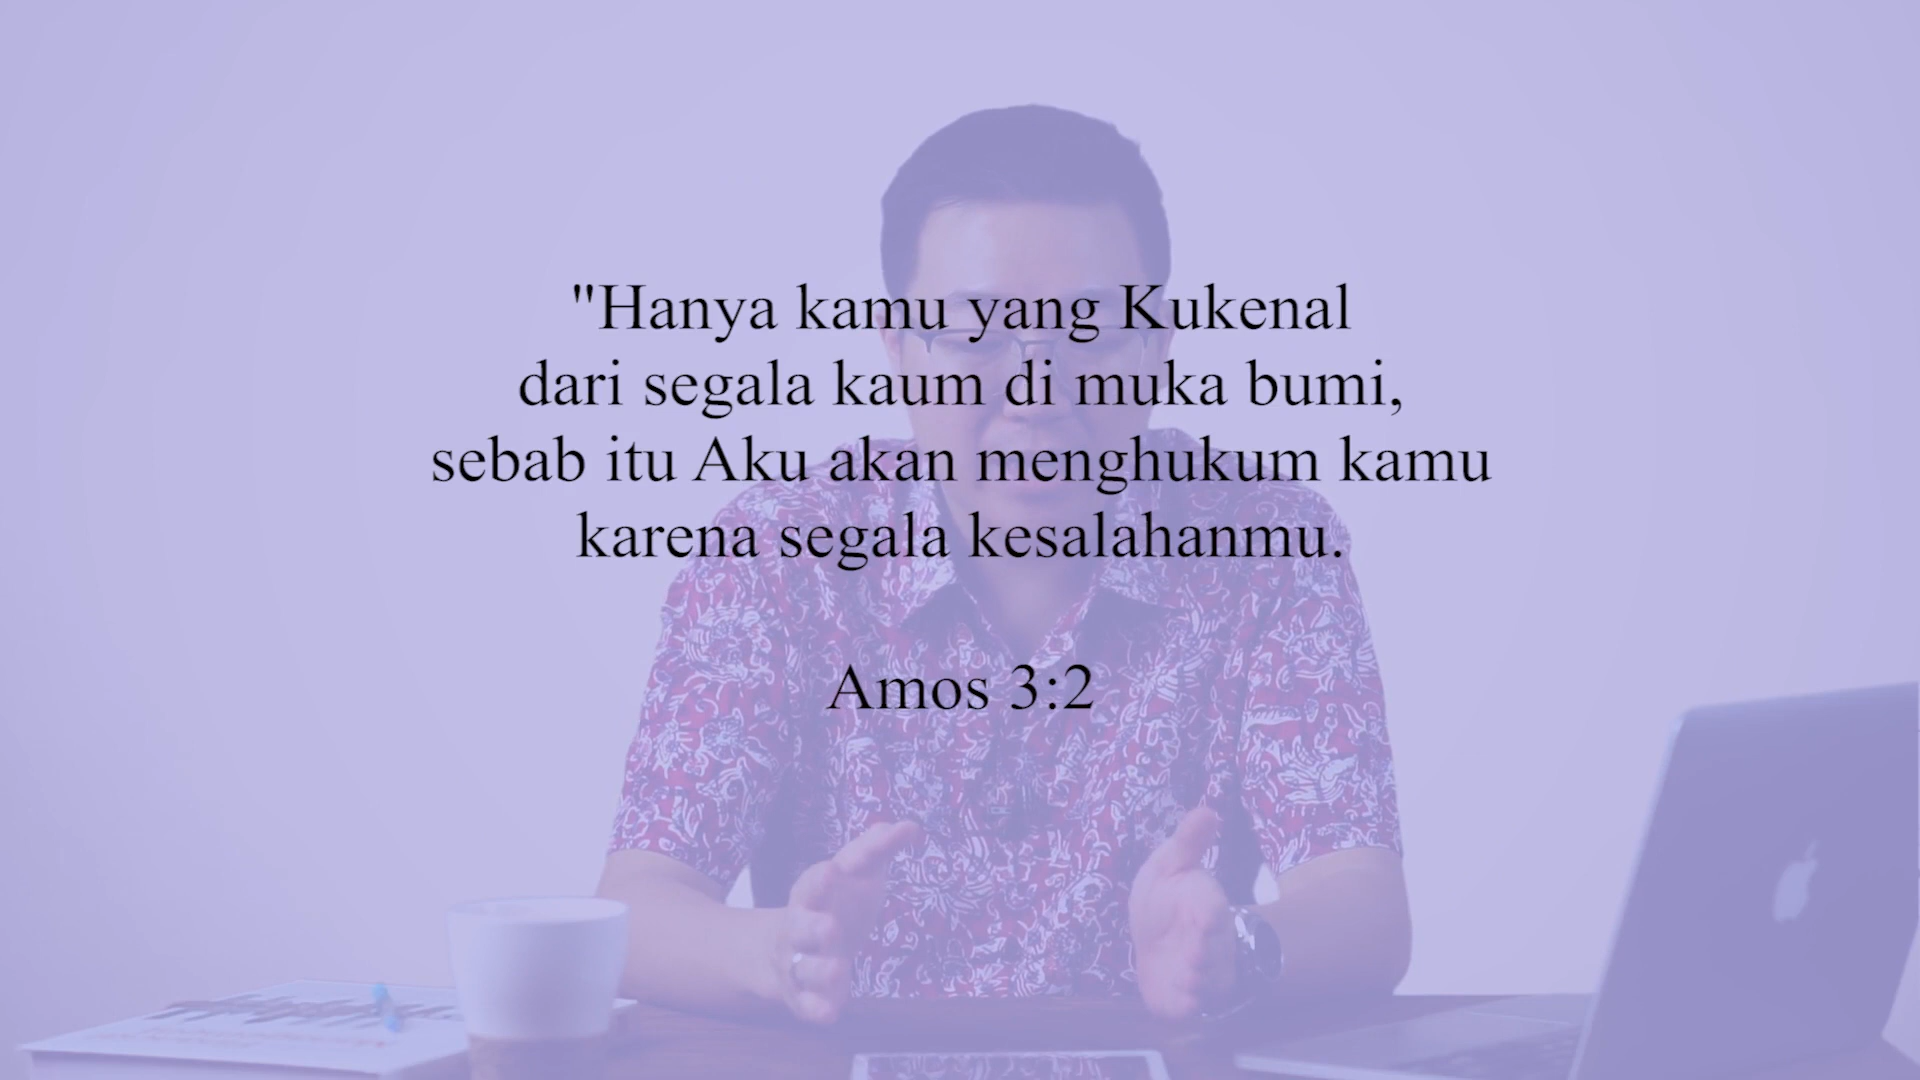 "Hanya kamu yang Kukenal
dari segala kaum di muka bumi,
sebab itu Aku akan menghukum kamu
karena segala kesalahanmu.
Amos 3:2